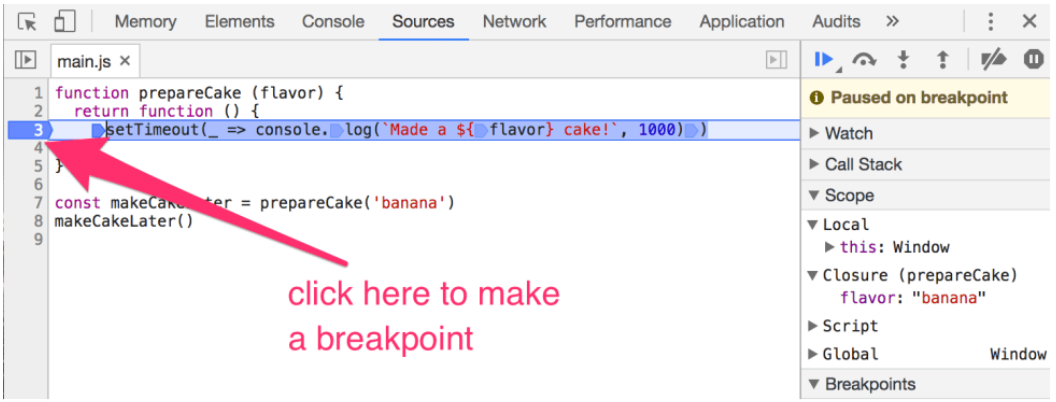 Memory Elements Console Sources Network Performance Application Audits »
main.js ×
1 function prepareCake (flavor) {
2 return function () {
3 setTimeout(_ => console.log(`Made a ${flavor} cake!`, 1000))
4
5 }
6
7 const makeCakeLater = prepareCake('banana')
8 makeCakeLater()
9
click here to make
a breakpoint
Paused on breakpoint
Watch
Call Stack
Scope
Local
this: Window
Closure (prepareCake)
flavor: "banana"
Script
Global Window
Breakpoints